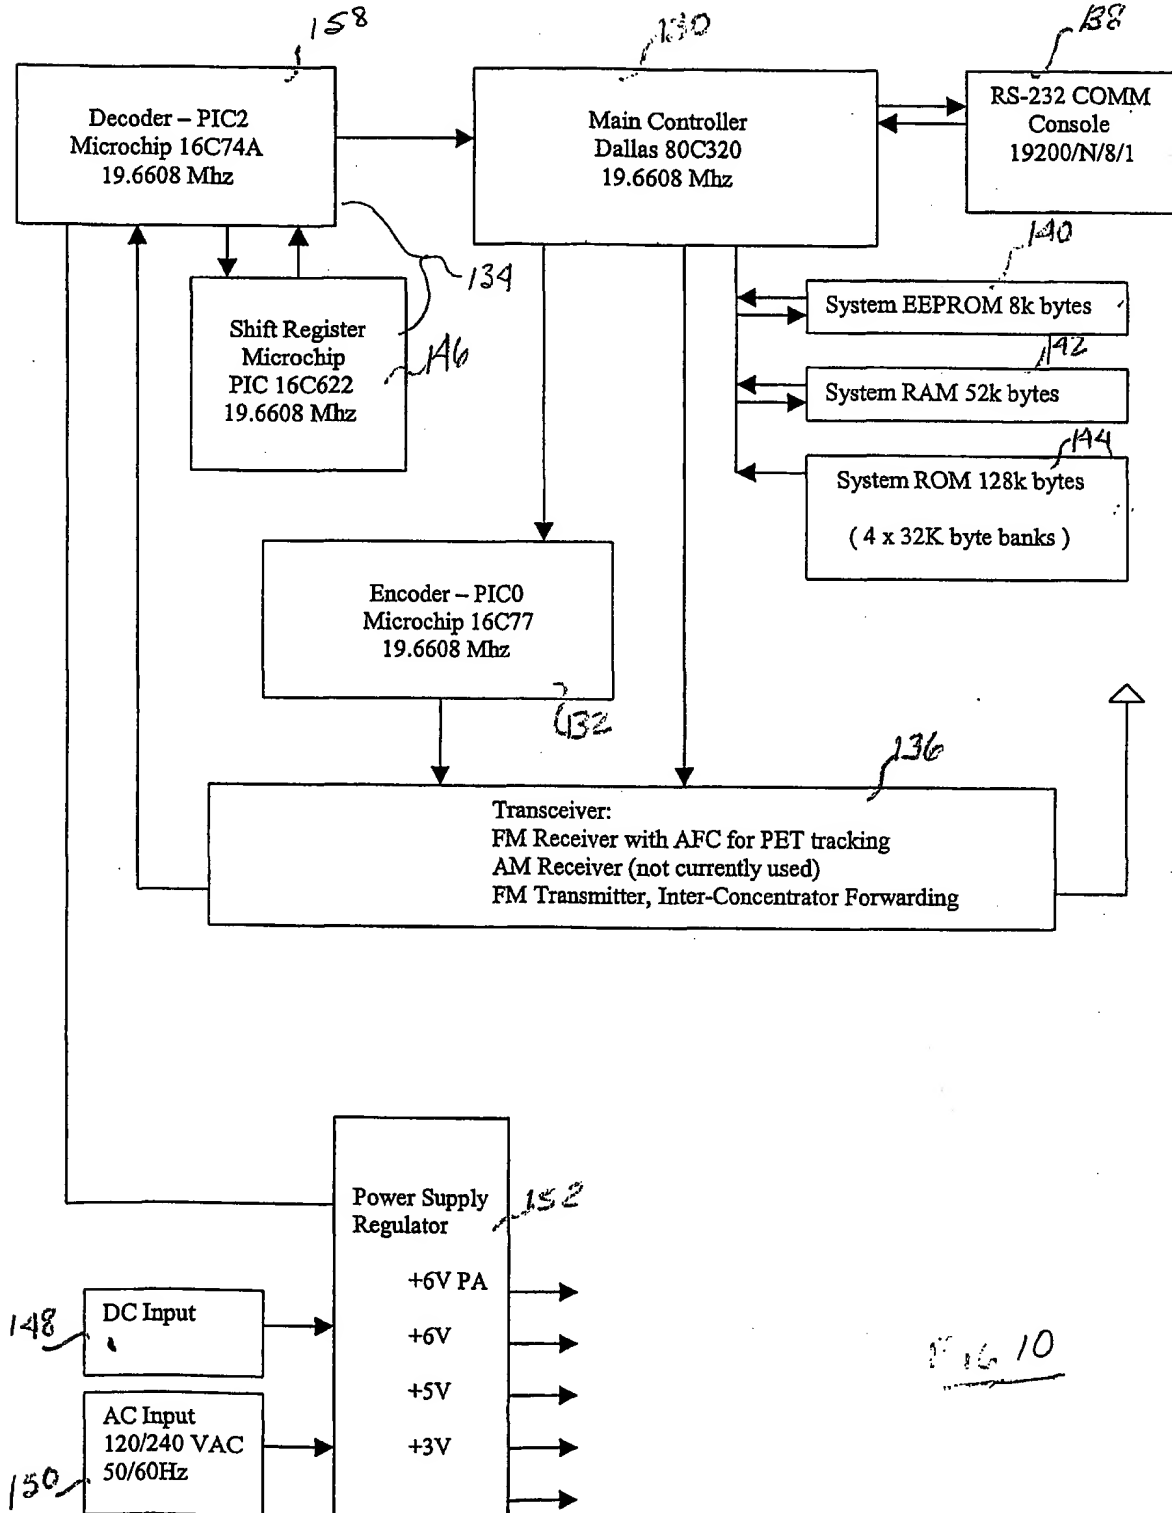 158
130
138
Decoder – PIC2
Microchip 16C74A
19.6608 Mhz
Main Controller
Dallas 80C320
19.6608 Mhz
RS-232 COMM
Console
19200/N/8/1
134
140
System EEPROM 8k bytes
Shift Register
Microchip
PIC 16C622
19.6608 Mhz
146
142
System RAM 52k bytes
144
System ROM 128k bytes
( 4 x 32K byte banks )
Encoder – PIC0
Microchip 16C77
19.6608 Mhz
132
136
Transceiver:
FM Receiver with AFC for PET tracking
AM Receiver (not currently used)
FM Transmitter, Inter-Concentrator Forwarding
Power Supply
Regulator
152
+6V PA
+6V
+5V
+3V
148
DC Input
150
AC Input
120/240 VAC
50/60Hz
FIG 10